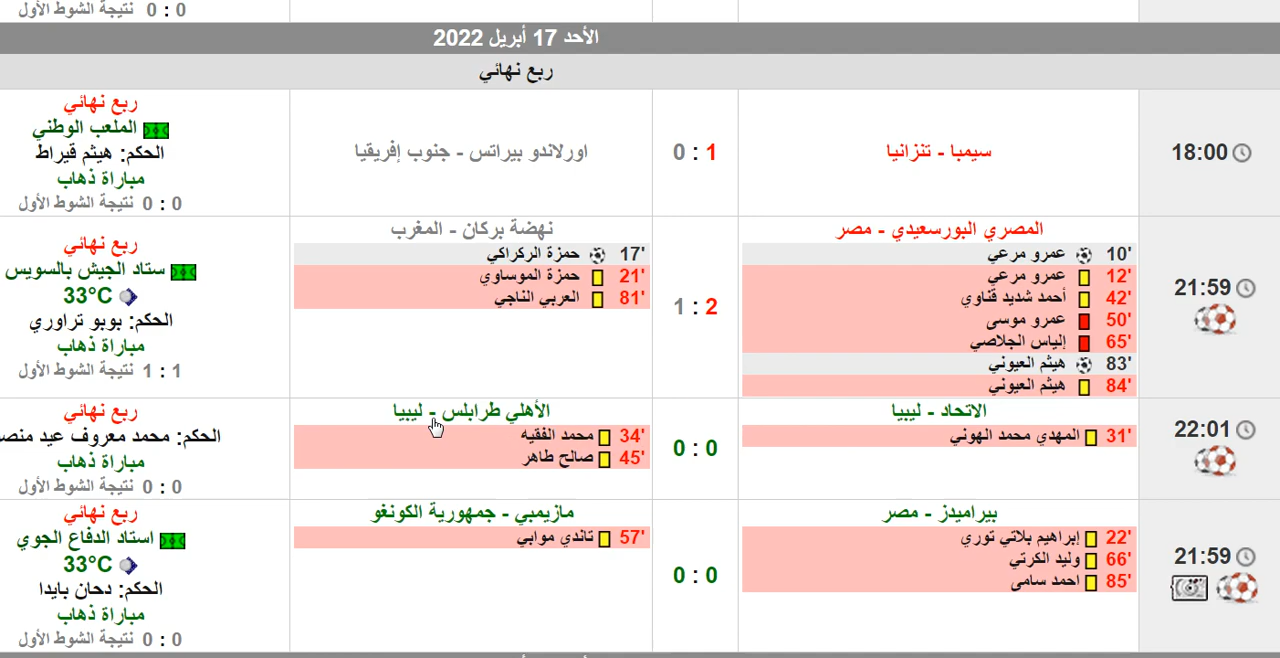 0 : 0 نتيجة الشوط الأول
الأحد 17 أبريل 2022
ربع نهائي
18:00
سيمبا - تنزانيا
1 : 0
اورلاندو بيراتس - جنوب إفريقيا
ربع نهائي
الملعب الوطني
الحكم: هيثم قيراط
مباراة ذهاب
0 : 0 نتيجة الشوط الأول
21:59
المصري البورسعيدي - مصر
10' عمرو مرعي
12' عمرو مرعي
42' أحمد شديد قناوي
50' عمرو موسى
65' إلياس الجلاصي
83' هيثم العيوني
84' هيثم العيوني
2 : 1
نهضة بركان - المغرب
17' حمزة الركراكي
21' حمزة الموساوي
81' العربي الناجي
ربع نهائي
ستاد الجيش بالسويس
33°C
الحكم: بوبو تراوري
مباراة ذهاب
1 : 1 نتيجة الشوط الأول
22:01
الاتحاد - ليبيا
31' المهدي محمد الهوني
0 : 0
الأهلي طرابلس - ليبيا
34' محمد الفقيه
45' صالح طاهر
ربع نهائي
الحكم: محمد معروف عيد منص
مباراة ذهاب
0 : 0 نتيجة الشوط الأول
21:59
بيراميدز - مصر
22' إبراهيم بلاتي توري
66' وليد الكرتي
85' احمد سامى
0 : 0
مازيمبي - جمهورية الكونغو
57' تاندي موابي
ربع نهائي
استاد الدفاع الجوي
33°C
الحكم: دحان بايدا
مباراة ذهاب
0 : 0 نتيجة الشوط الأول